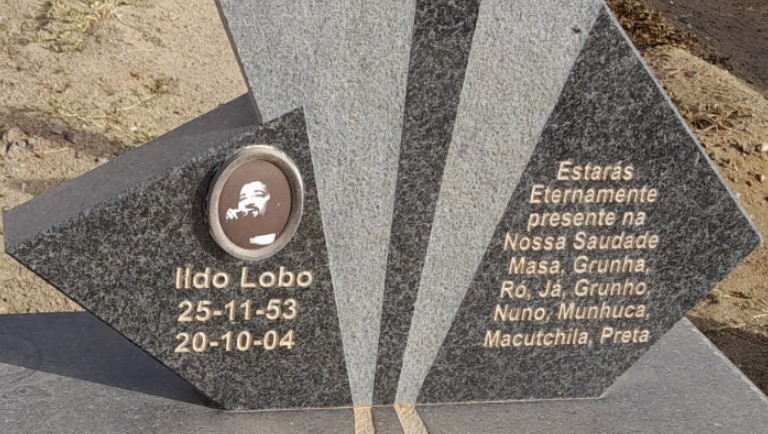 Ildo Lobo
25-11-53
20-10-04
Estarás
Eternamente
presente na
Nossa Saudade
Masa, Grunha,
Ró, Já, Grunho,
Nuno, Munhuca,
Macutchila, Preta